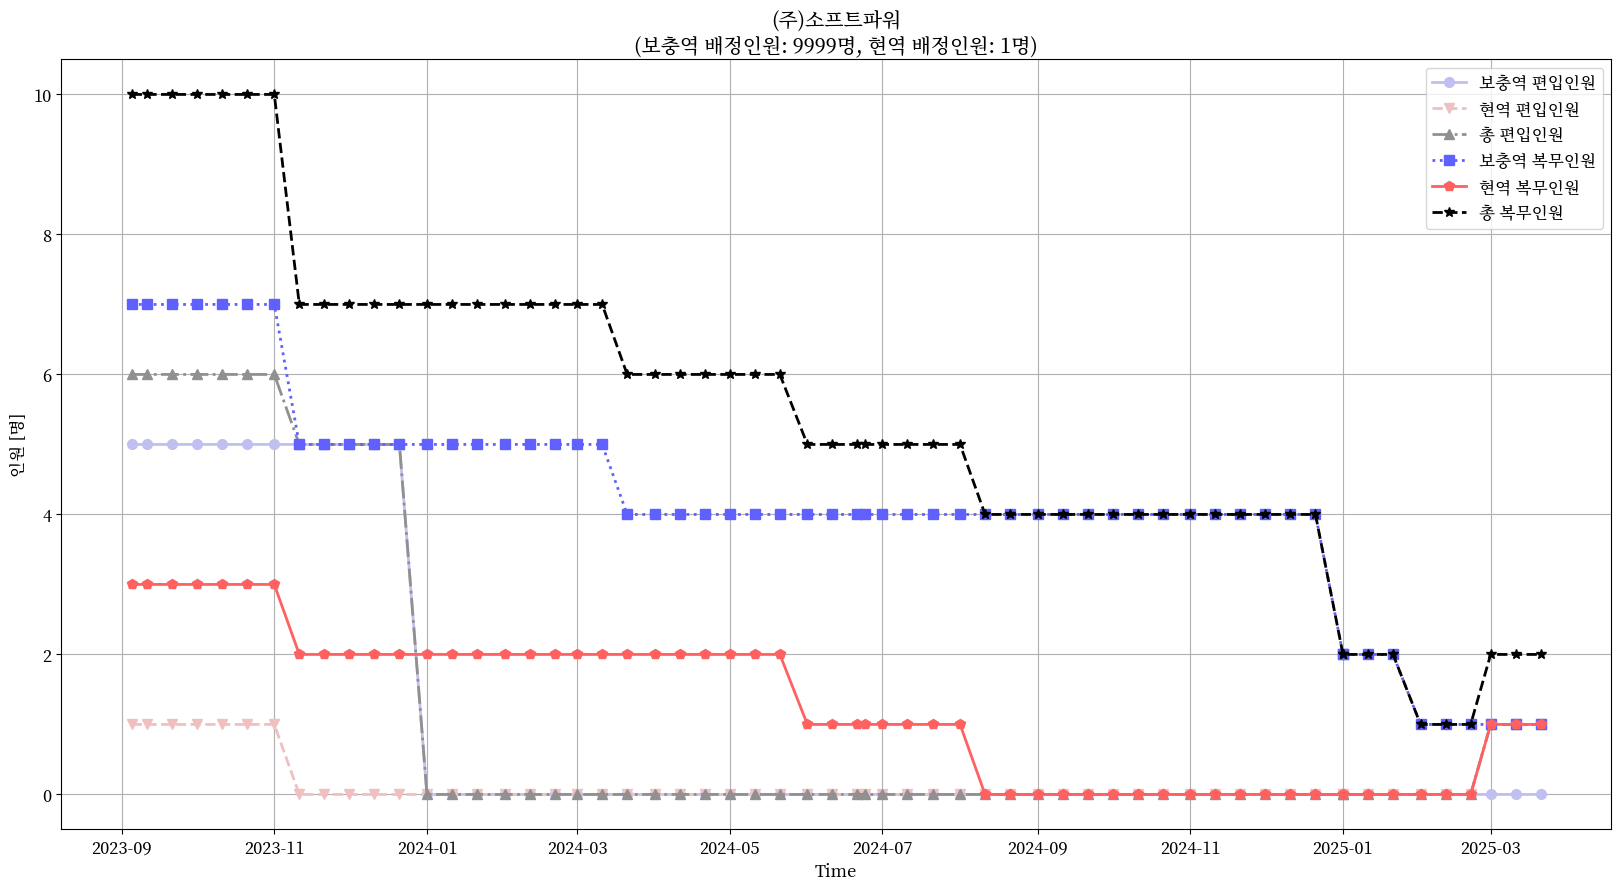 (주)소프트파워
(보충역 배정인원: 9999명, 현역 배정인원: 1명)
보충역 편입인원
현역 편입인원
총 편입인원
보충역 복무인원
현역 복무인원
총 복무인원
인원 [명]
10
8
6
4
2
0
2023-09
2023-11
2024-01
2024-03
2024-05
2024-07
2024-09
2024-11
2025-01
2025-03
Time